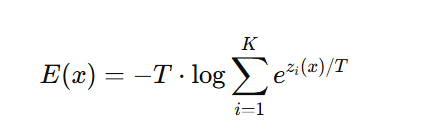 E(x) = −T · log ∑_{i=1}^{K} e^{z_i(x)/T}